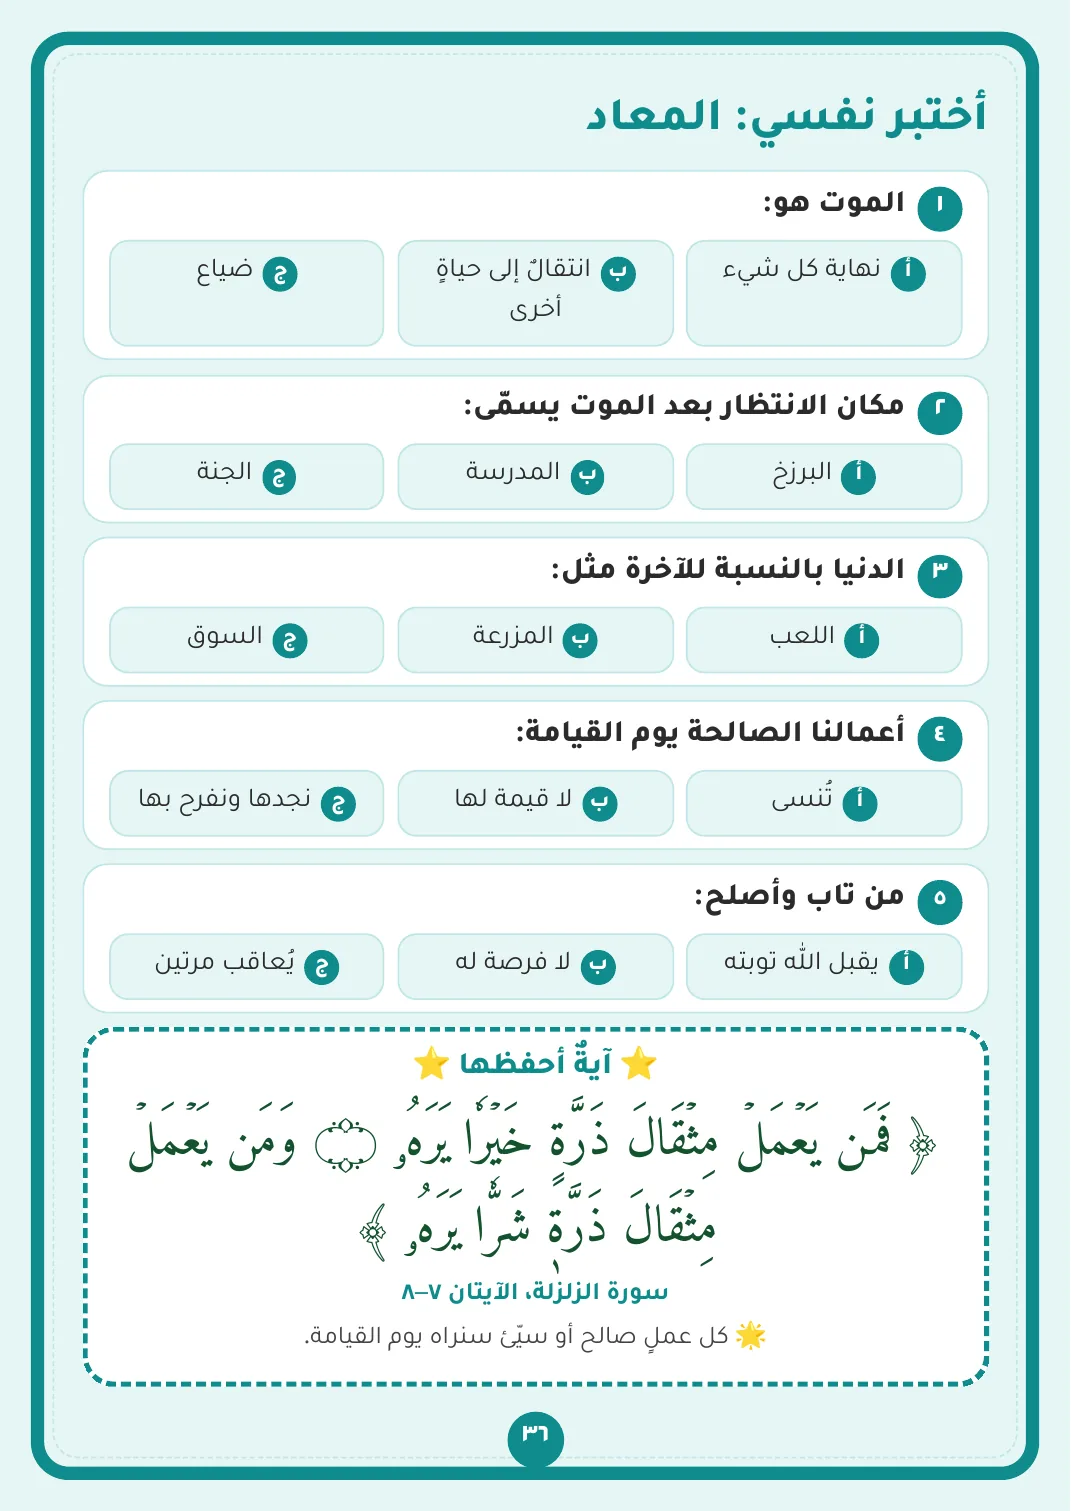 أختبر نفسي: المعاد
١ الموت هو:
أ نهاية كل شيء
ب انتقالٌ إلى حياةٍ
أخرى
ج ضياع
٢ مكان الانتظار بعد الموت يسمّى:
أ البرزخ
ب المدرسة
ج الجنة
٣ الدنيا بالنسبة للآخرة مثل:
أ اللعب
ب المزرعة
ج السوق
٤ أعمالنا الصالحة يوم القيامة:
أ تُنسى
ب لا قيمة لها
ج نجدها ونفرح بها
٥ من تاب وأصلح:
أ يقبل الله توبته
ب لا فرصة له
ج يُعاقب مرتين
⭐ آيةٌ أحفظها ⭐
﴿ فَمَن يَعۡمَلۡ مِثۡقَالَ ذَرَّةٍ خَيۡرٗا يَرَهُۥ ۝ وَمَن يَعۡمَلۡ
مِثۡقَالَ ذَرَّةٖ شَرّٗا يَرَهُۥ ﴾
سورة الزلزلة، الآيتان ٧–٨
🌟 كل عملٍ صالح أو سيّئ سنراه يوم القيامة.
٣٦